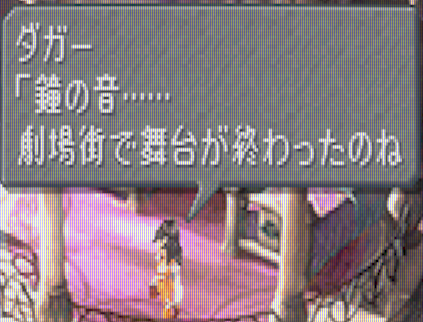 ダガー
「鐘の音……
劇場街で舞台が終わったのね